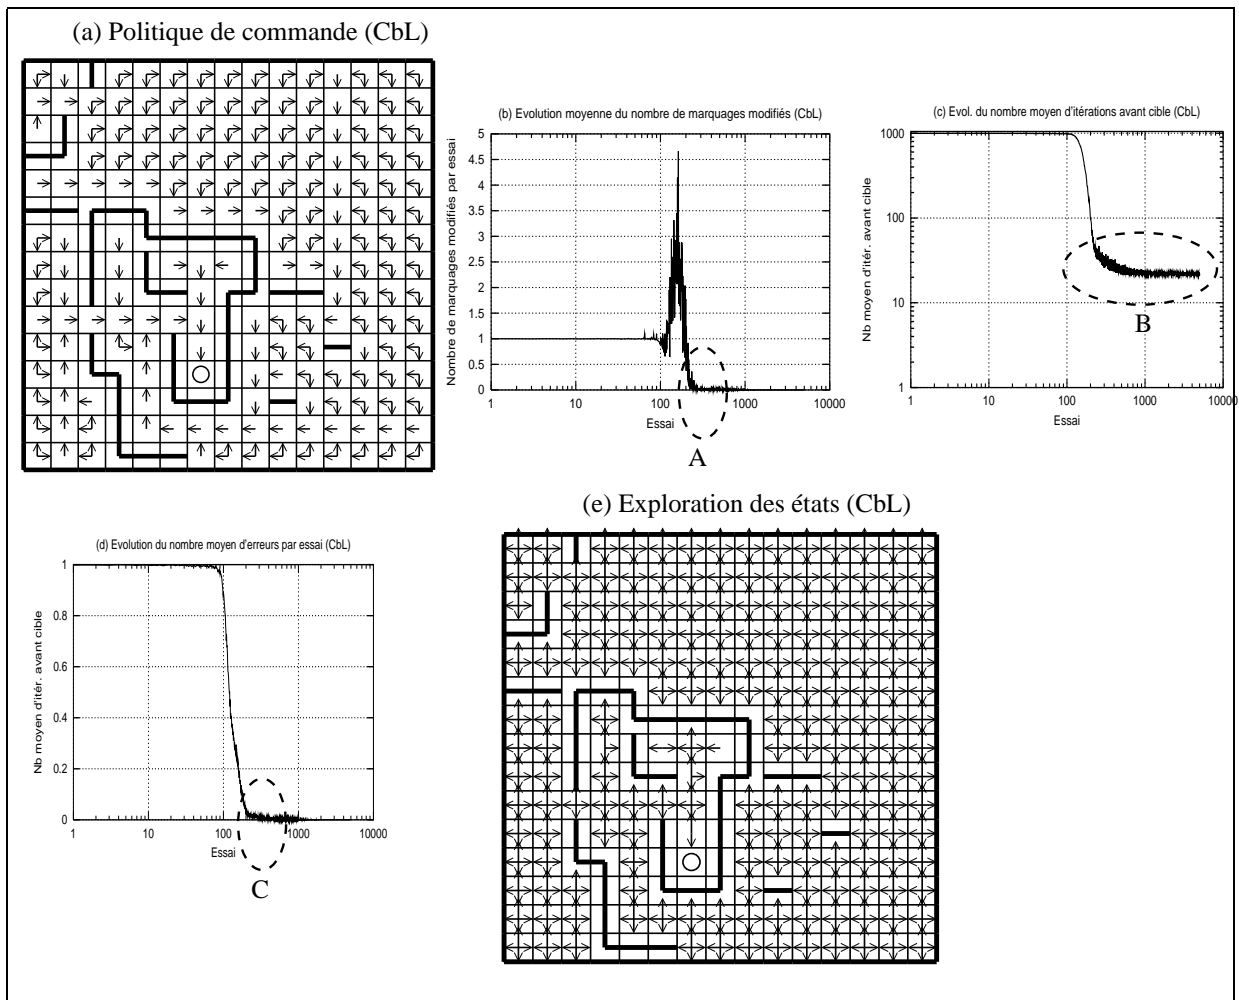 (a) Politique de commande (CbL)
(b) Evolution moyenne du nombre de marquages modifiés (CbL)
Nombre de marquages modifiés par essai
5
4.5
4
3.5
3
2.5
2
1.5
1
0.5
0
1 10 100 1000 10000
Essai
A
(c) Evol. du nombre moyen d'itérations avant cible (CbL)
Nb moyen d'itér. avant cible
1000
100
10
1
1 10 100 1000 10000
Essai
B
(d) Evolution du nombre moyen d'erreurs par essai (CbL)
Nb moyen d'itér. avant cible
1
0.8
0.6
0.4
0.2
0
1 10 100 1000 10000
Essai
C
(e) Exploration des états (CbL)